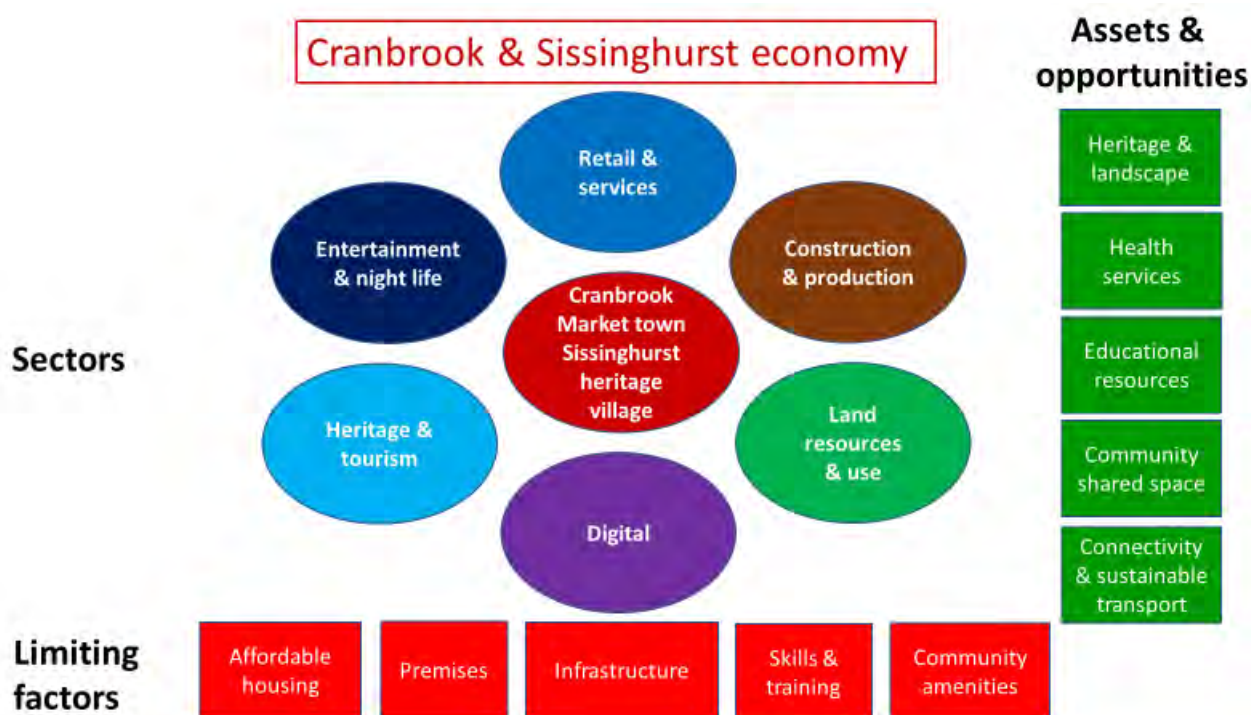 Cranbrook & Sissinghurst economy
Assets &
opportunities
Retail &
services
Entertainment
& night life
Construction
& production
Cranbrook
Market town
Sissinghurst
heritage
village
Sectors
Heritage &
tourism
Land
resources
& use
Digital
Heritage &
landscape
Health
services
Educational
resources
Community
shared space
Connectivity
& sustainable
transport
Limiting
factors
Affordable
housing
Premises
Infrastructure
Skills &
training
Community
amenities